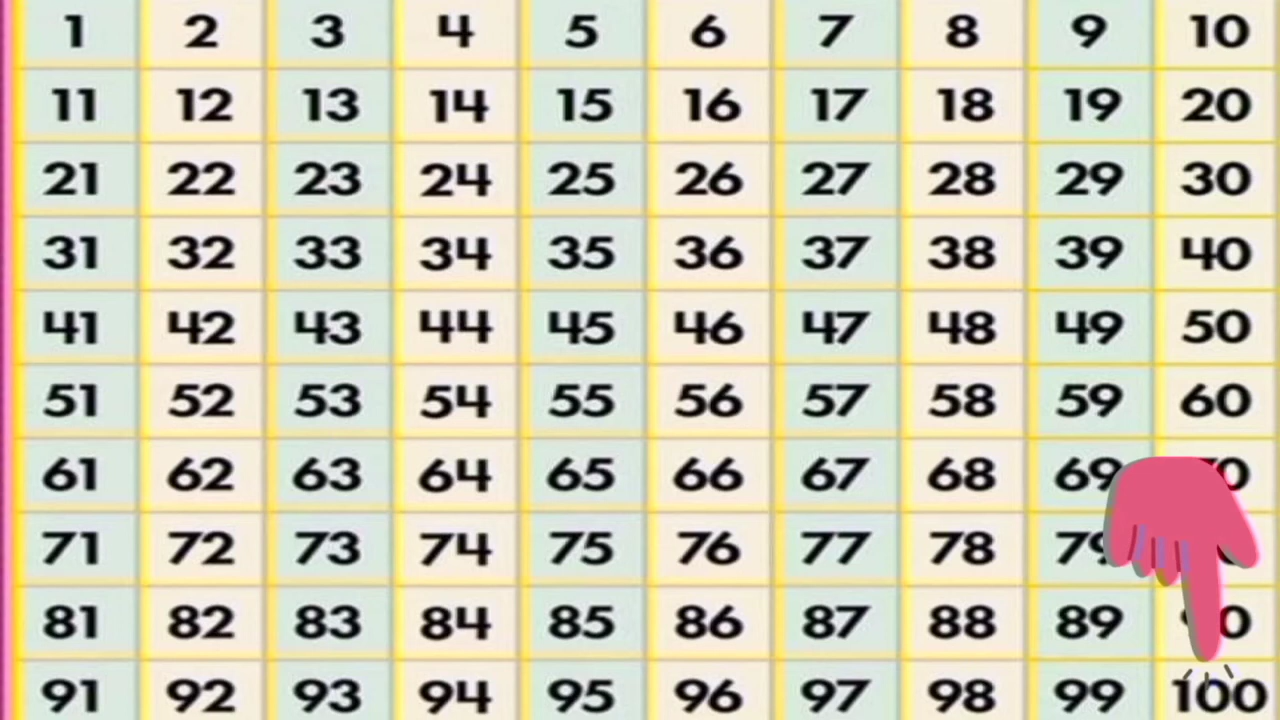 1 2 3 4 5 6 7 8 9 10
11 12 13 14 15 16 17 18 19 20
21 22 23 24 25 26 27 28 29 30
31 32 33 34 35 36 37 38 39 40
41 42 43 44 45 46 47 48 49 50
51 52 53 54 55 56 57 58 59 60
61 62 63 64 65 66 67 68 69
71 72 73 74 75 76 77 78 79
81 82 83 84 85 86 87 88 89
91 92 93 94 95 96 97 98 99 100